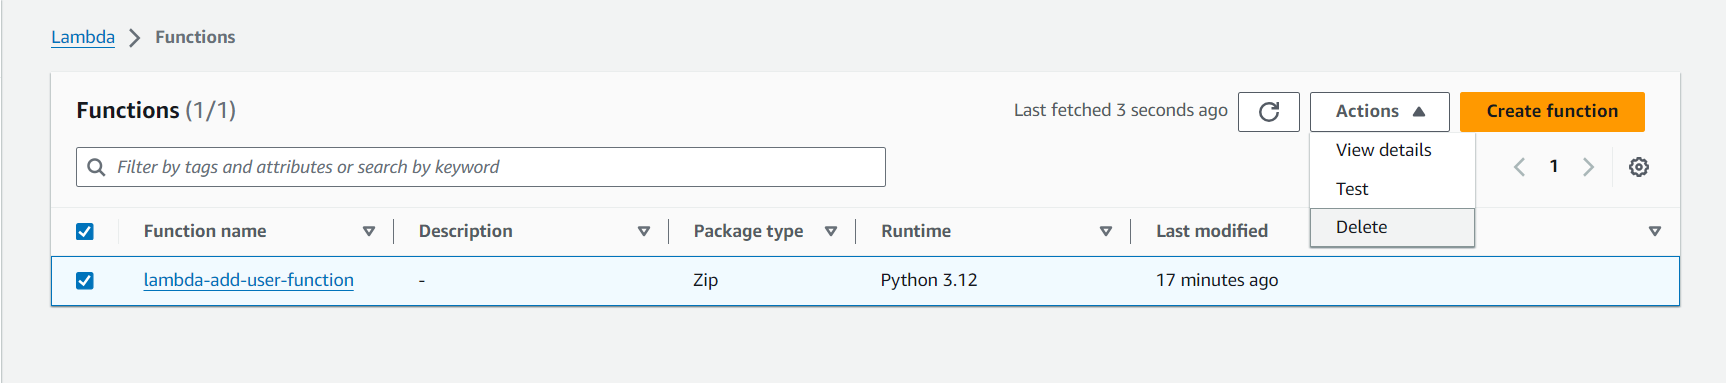 Lambda > Functions
Functions (1/1)
Last fetched 3 seconds ago
Actions
Create function
Filter by tags and attributes or search by keyword
View details
Test
Delete
1
Function name
Description
Package type
Runtime
Last modified
lambda-add-user-function
-
Zip
Python 3.12
17 minutes ago